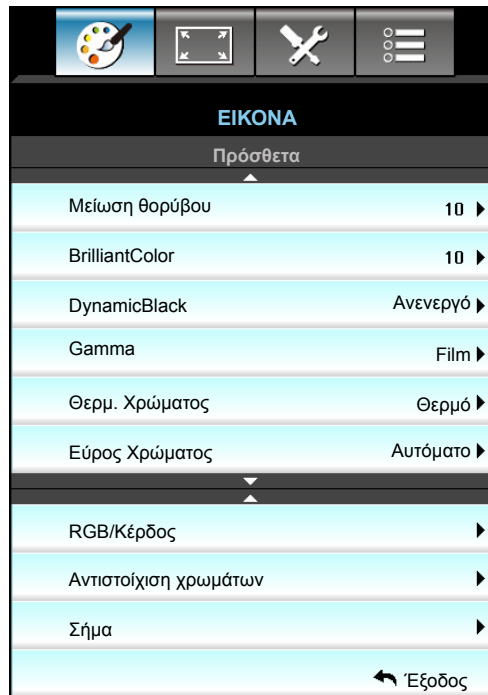 ΕΙΚΟΝΑ
Πρόσθετα
Μείωση θορύβου 10
BrilliantColor 10
DynamicBlack Ανενεργό
Gamma Film
Θερμ. Χρώματος Θερμό
Εύρος Χρώματος Αυτόματο
RGB/Κέρδος
Αντιστοίχιση χρωμάτων
Σήμα
Έξοδος